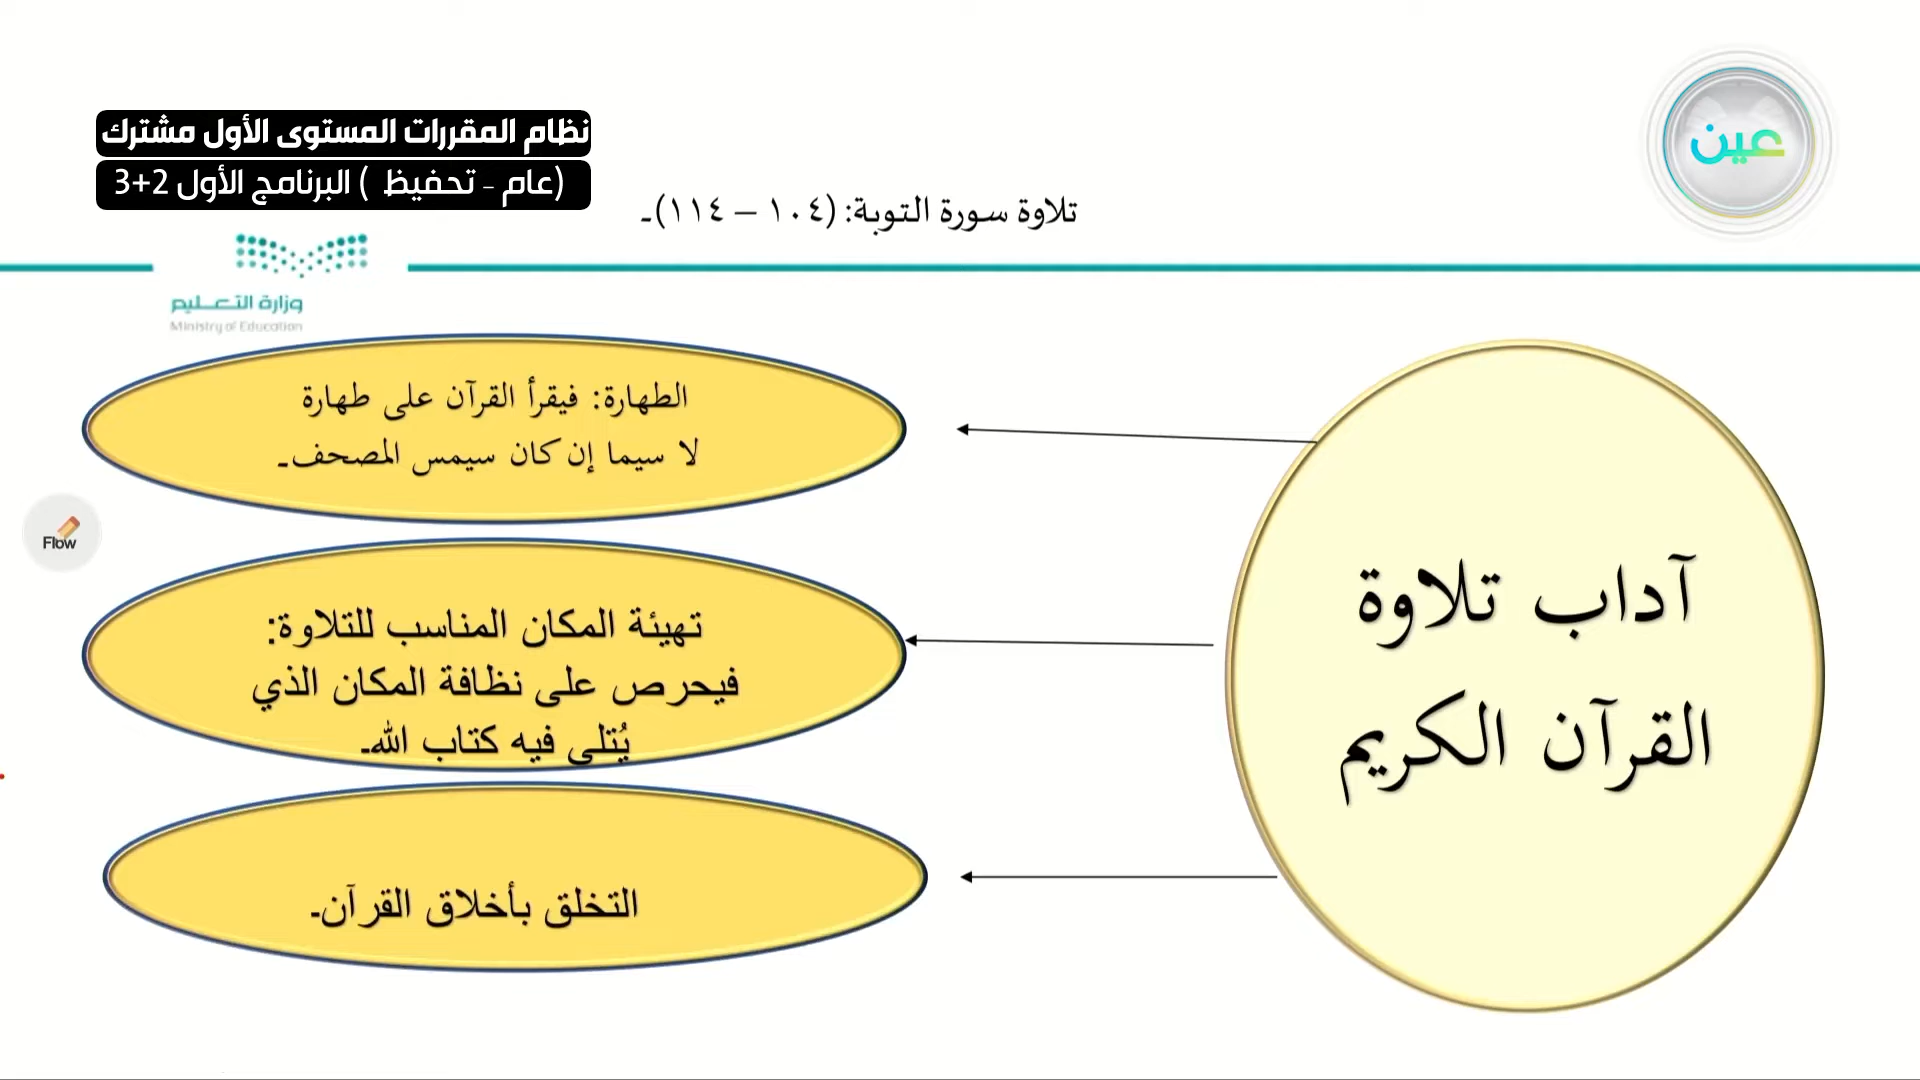 نظام المقررات المستوى الأول مشترك
(عام - تحفيظ ) البرنامج الأول 2+3
عين
تلاوة سورة التوبة: (١٠٤ – ١١٤).
وزارة التعليم
Ministry of Education
آداب تلاوة
القرآن الكريم
الطهارة: فيقرأ القرآن على طهارة
لا سيما إن كان سيمس المصحف.
تهيئة المكان المناسب للتلاوة:
فيحرص على نظافة المكان الذي
يُتلى فيه كتاب الله.
التخلق بأخلاق القرآن.
Flow